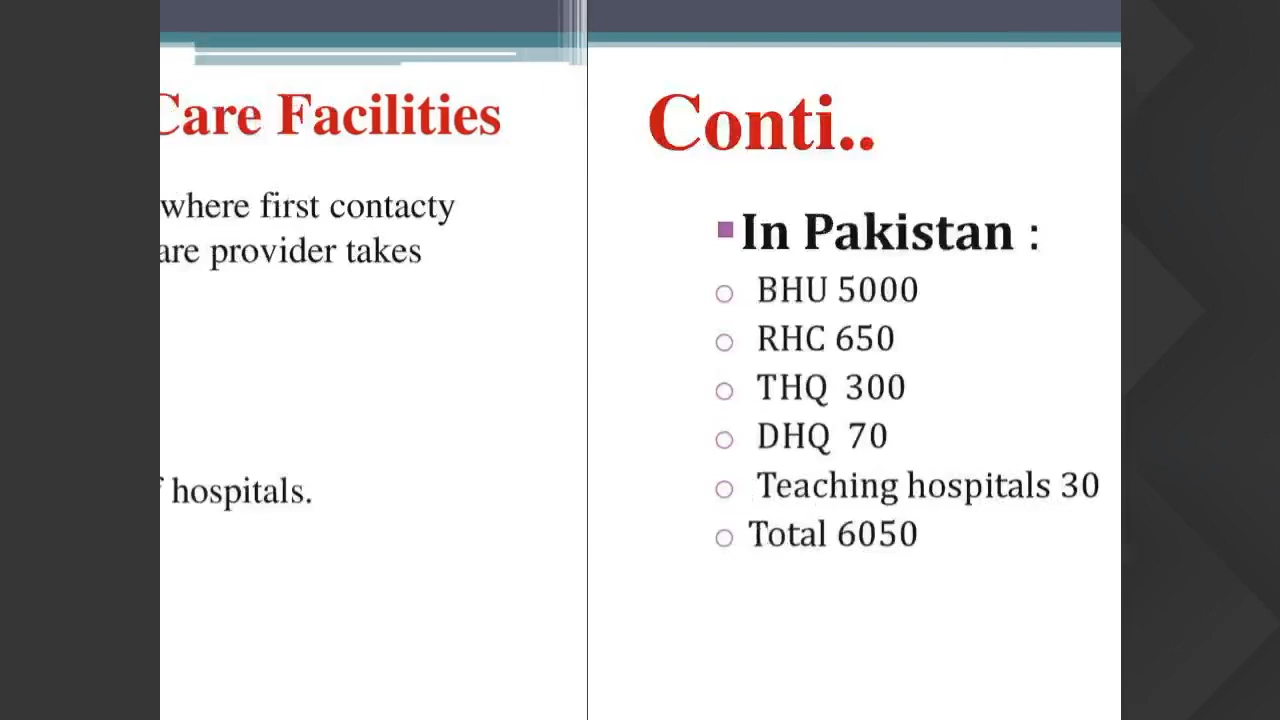 Care Facilities
where first contacty
are provider takes
hospitals.
Conti..
In Pakistan :
BHU 5000
RHC 650
THQ 300
DHQ 70
Teaching hospitals 30
Total 6050